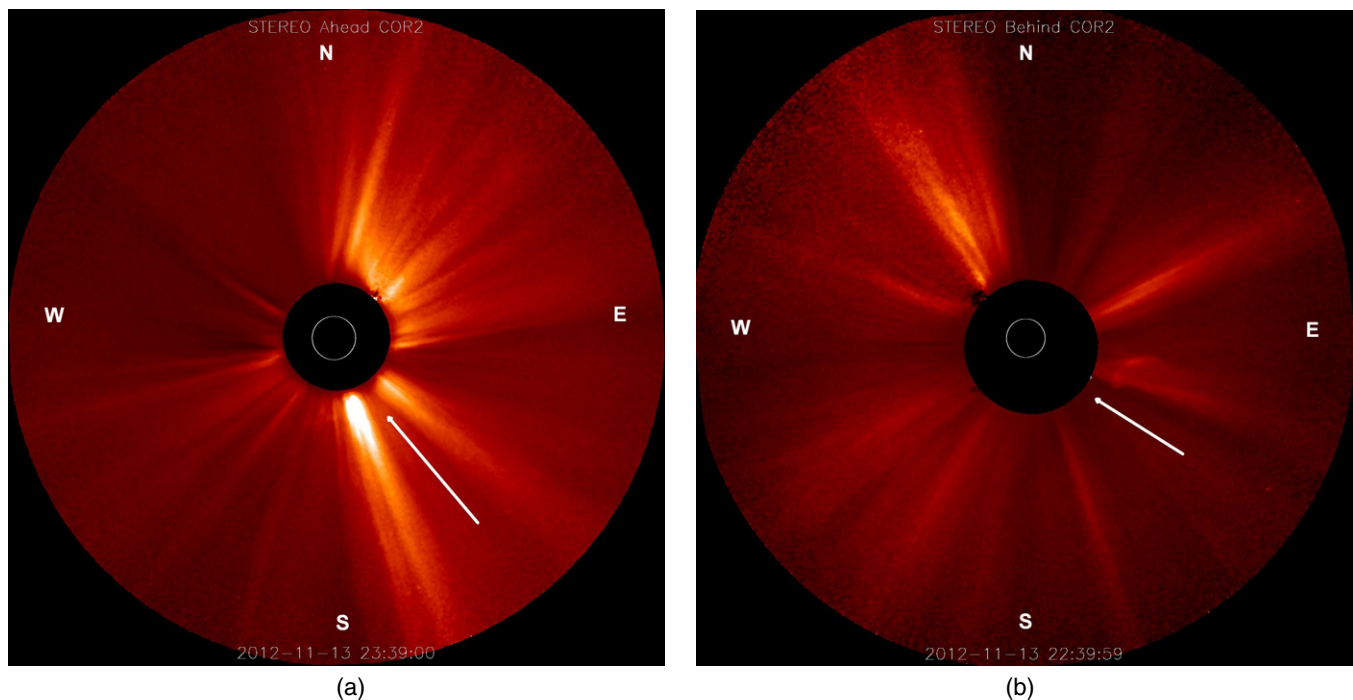 STEREO Ahead COR2
N
W
E
S
2012-11-13 23:39:00
(a)
STEREO Behind COR2
N
W
E
S
2012-11-13 22:39:59
(b)